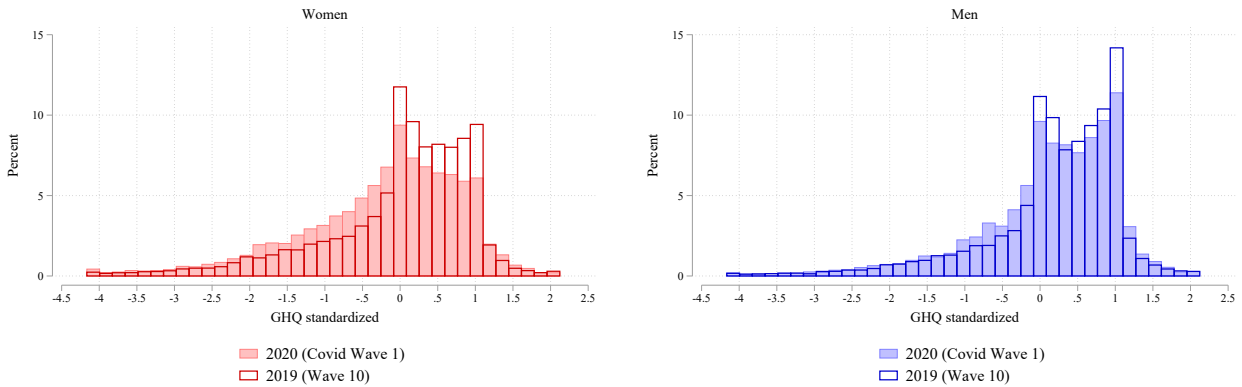 Women
Men
15
10
5
0
Percent
-4.5 -4 -3.5 -3 -2.5 -2 -1.5 -1 -.5 0 .5 1 1.5 2 2.5
GHQ standardized
2020 (Covid Wave 1)
2019 (Wave 10)
15
10
5
0
Percent
-4.5 -4 -3.5 -3 -2.5 -2 -1.5 -1 -.5 0 .5 1 1.5 2 2.5
GHQ standardized
2020 (Covid Wave 1)
2019 (Wave 10)